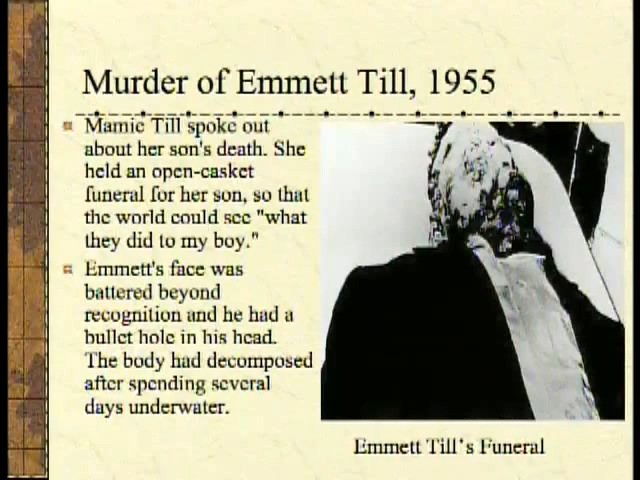 Murder of Emmett Till, 1955
Mamie Till spoke out
about her son's death. She
held an open-casket
funeral for her son, so that
the world could see "what
they did to my boy."
Emmett's face was
battered beyond
recognition and he had a
bullet hole in his head.
The body had decomposed
after spending several
days underwater.
Emmett Till's Funeral